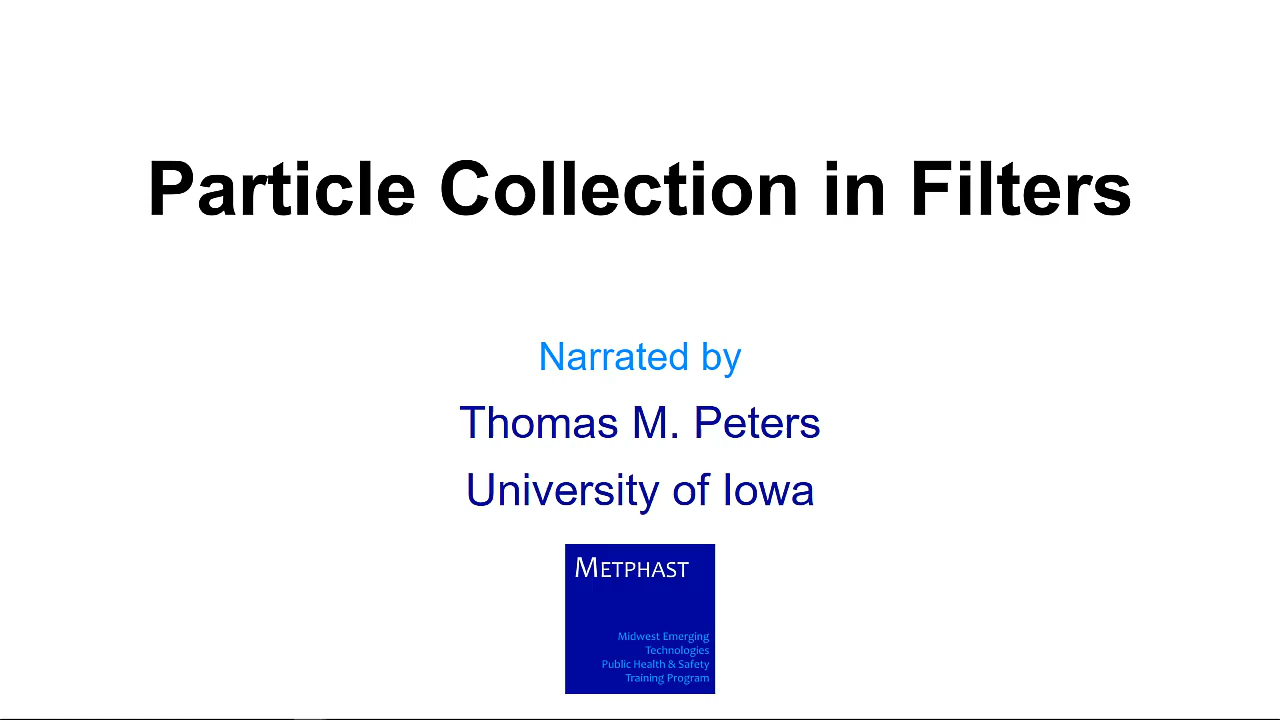 Particle Collection in Filters
Narrated by
Thomas M. Peters
University of Iowa
METPHAST
Midwest Emerging
Technologies
Public Health & Safety
Training Program